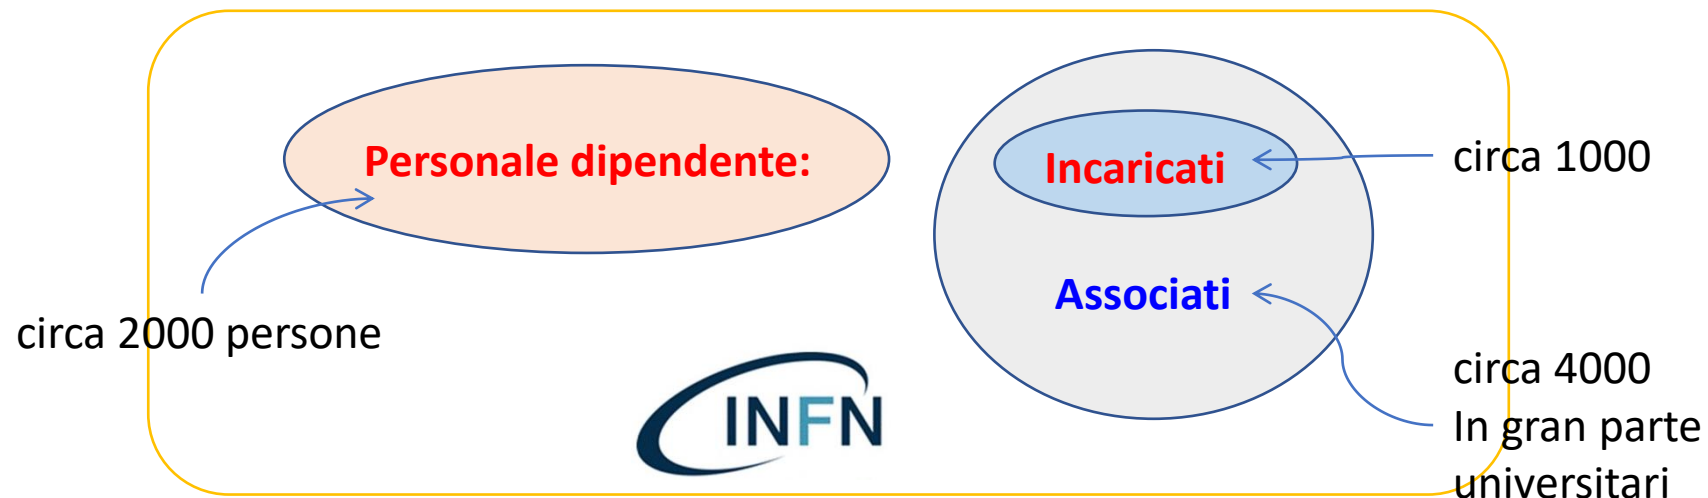 Personale dipendente:
Incaricati
circa 1000
Associati
circa 2000 persone
INFN
circa 4000
In gran parte
universitari